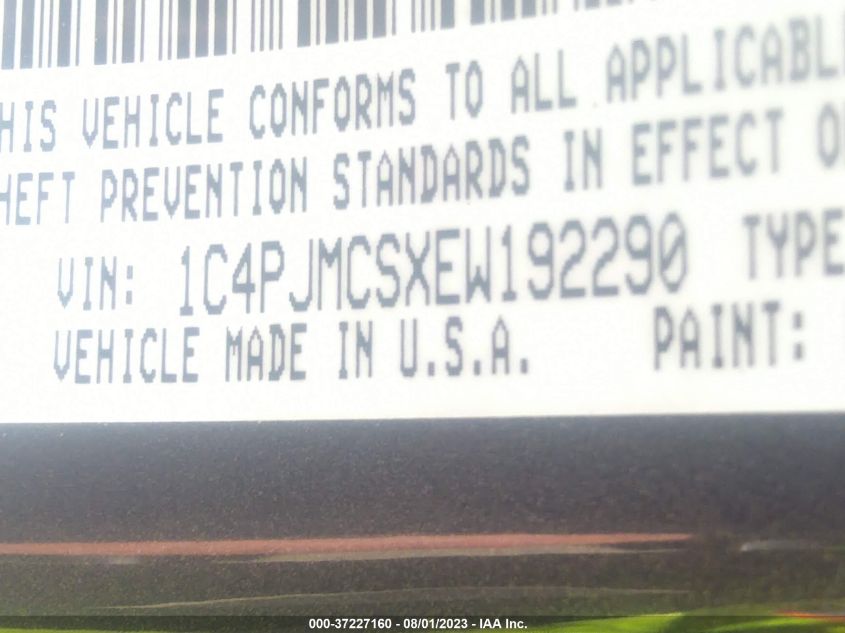 HIS VEHICLE CONFORMS TO ALL APPLICABL
HEFT PREVENTION STANDARDS IN EFFECT O
VIN: 1C4PJMCSXEW192290 TYPE
VEHICLE MADE IN U.S.A. PAINT:
000-37227160 - 08/01/2023 - IAA Inc.